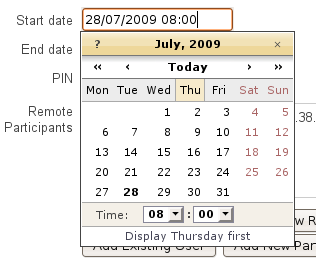 Start date 28/07/2009 08:00
End date
? July, 2009 ×
« ‹ Today › »
Mon Tue Wed Thu Fri Sat Sun
1 2 3 4 5
6 7 8 9 10 11 12
13 14 15 16 17 18 19
20 21 22 23 24 25 26
27 28 29 30 31
Time: 08 : 00
Display Thursday first
PIN
Remote
Participants
.38.
Add Existing User Add New Par